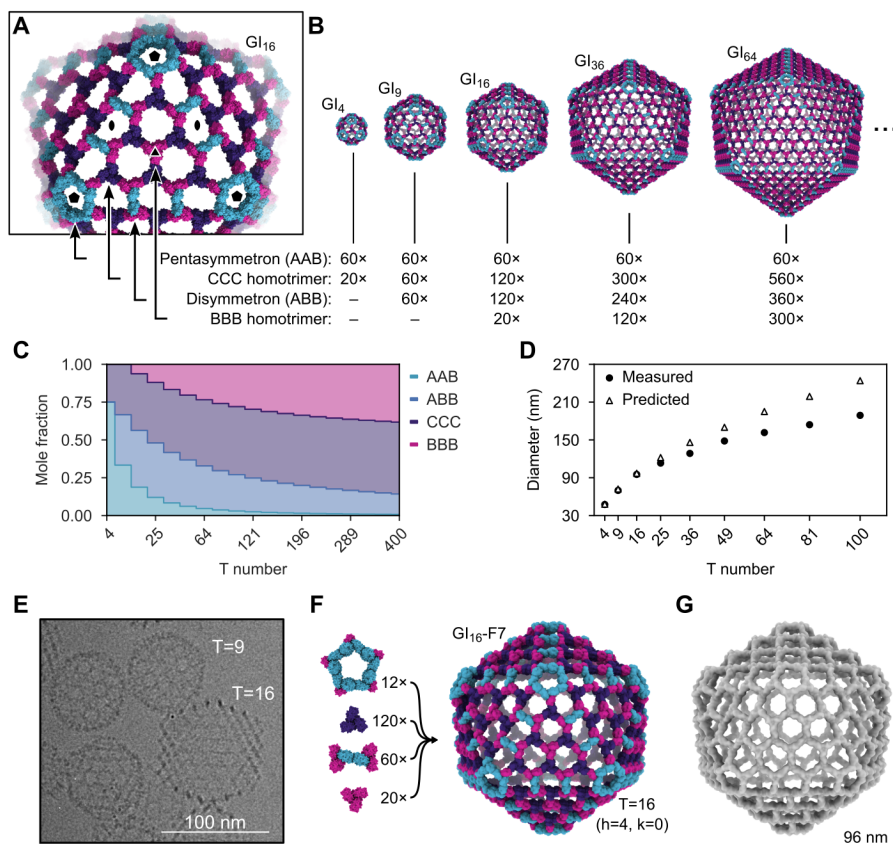 A
GI16
B
GI4
GI9
GI16
GI36
GI64
...
Pentasymmetron (AAB): 60× 60× 60× 60× 60×
CCC homotrimer: 20× 60× 120× 300× 560×
Disymmetron (ABB): – 60× 120× 240× 360×
BBB homotrimer: – – 20× 120× 300×
C
Mole fraction
1.00
0.75
0.50
0.25
0.00
4 25 64 121 196 289 400
T number
AAB
ABB
CCC
BBB
D
Diameter (nm)
270
210
150
90
30
Measured
Predicted
4 9 16 25 36 49 64 81 100
T number
E
T=9
T=16
100 nm
F
12×
120×
60×
20×
GI16-F7
T=16
(h=4, k=0)
G
96 nm